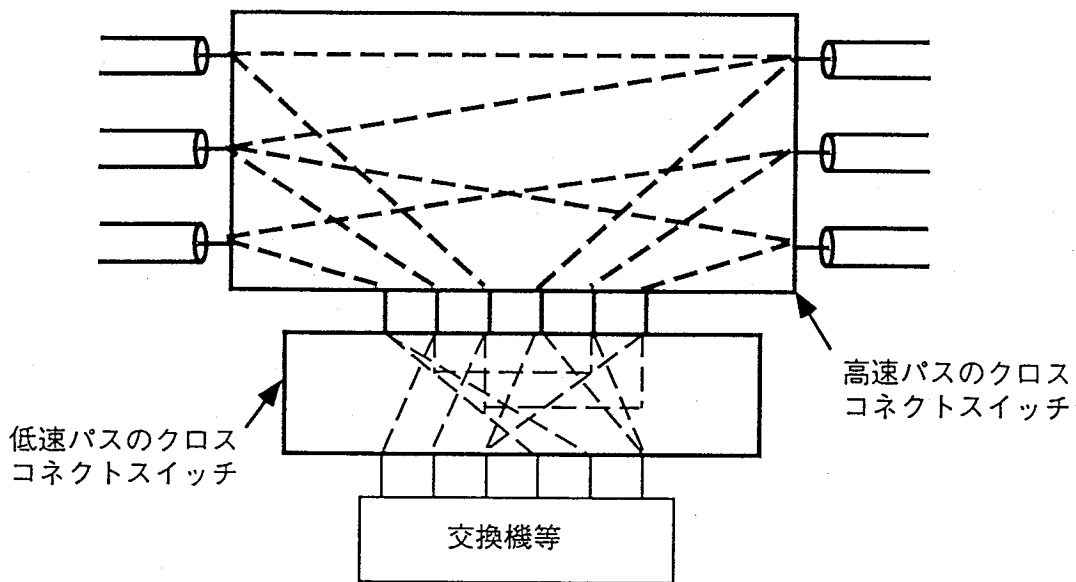 高速パスのクロス
コネクトスイッチ
低速パスのクロス
コネクトスイッチ
交換機等